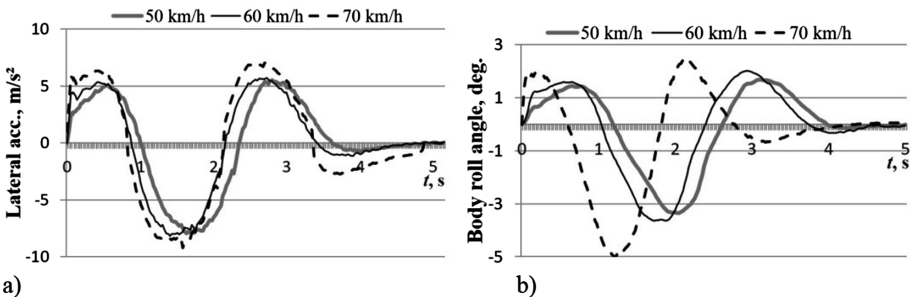 50 km/h 60 km/h 70 km/h
10
5
0
-5
-10
0 1 2 3 4 5
t, s
Lateral acc., m/s²
a)
50 km/h 60 km/h 70 km/h
3
1
-1
-3
-5
0 1 2 3 4 5
t, s
Body roll angle, deg.
b)